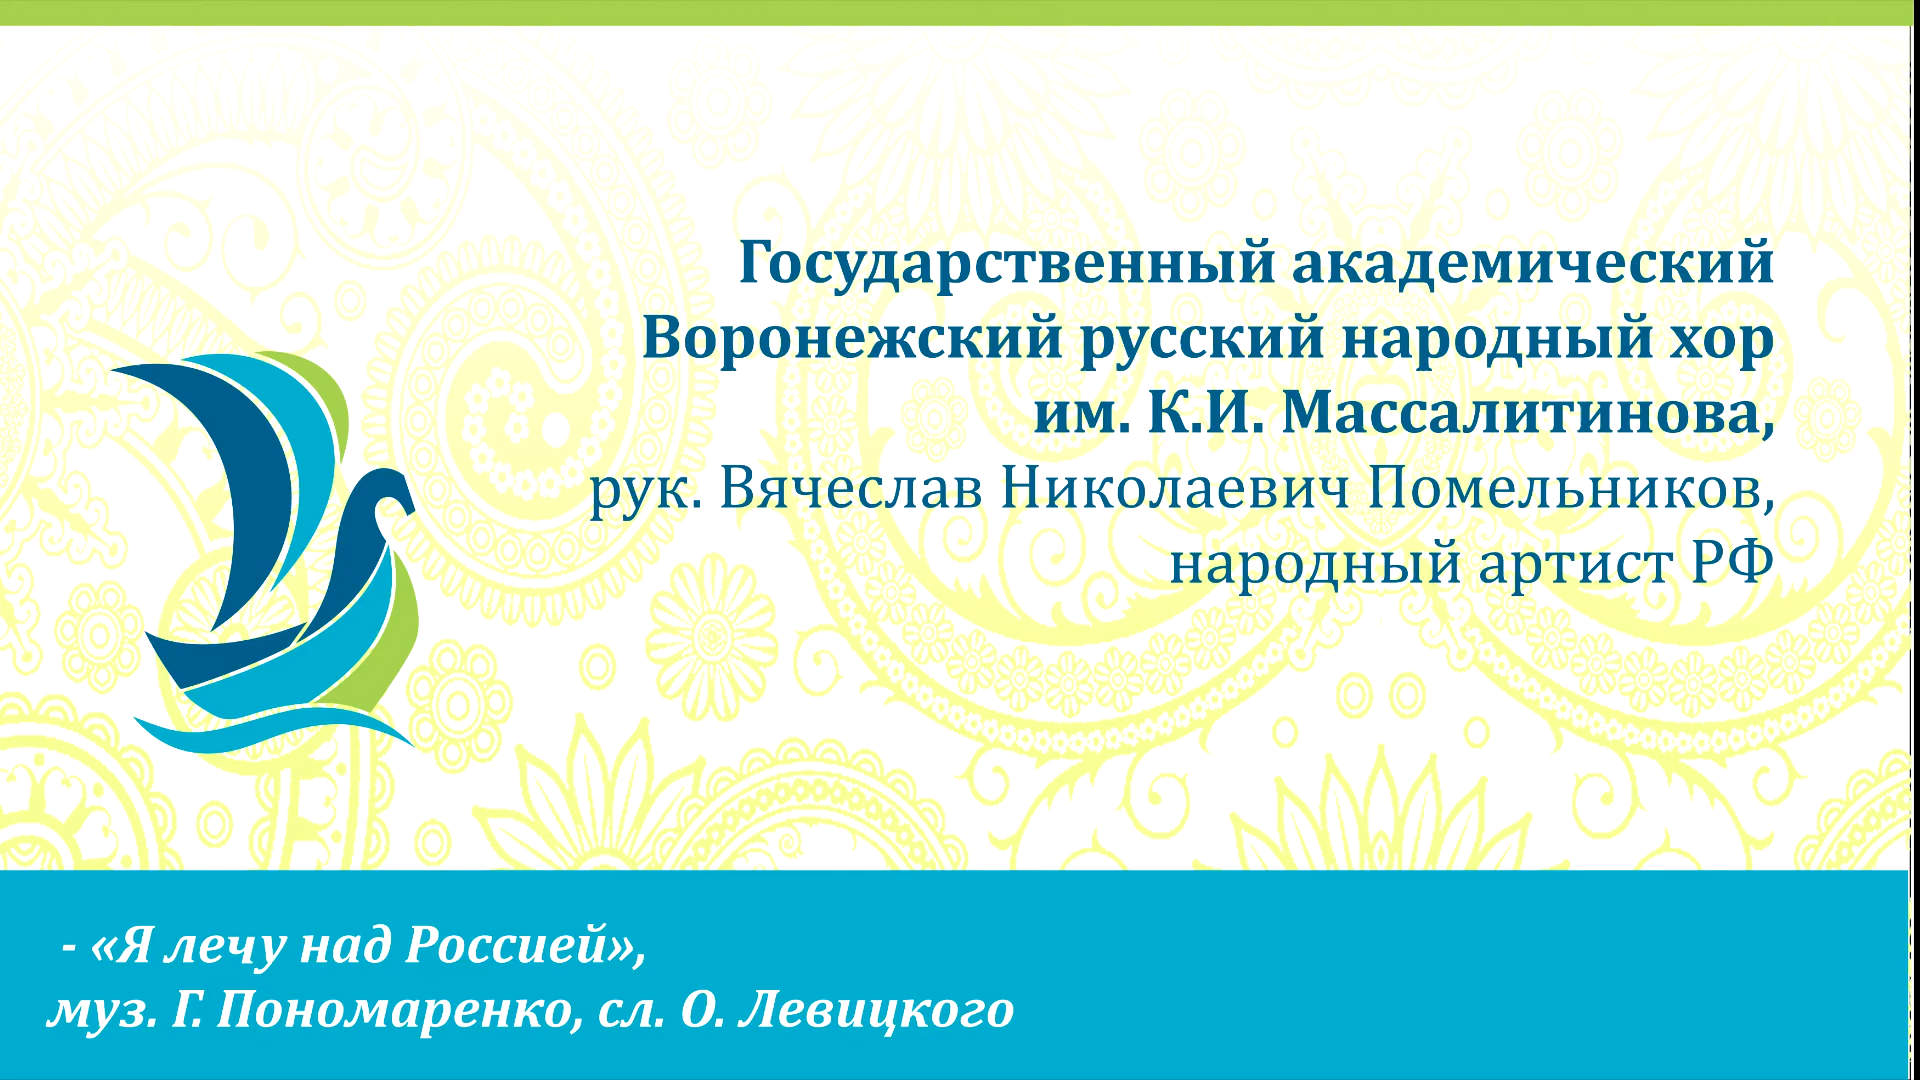 Государственный академический
Воронежский русский народный хор
им. К.И. Массалитинова,
рук. Вячеслав Николаевич Помельников,
народный артист РФ
- «Я лечу над Россией»,
муз. Г. Пономаренко, сл. О. Левицкого